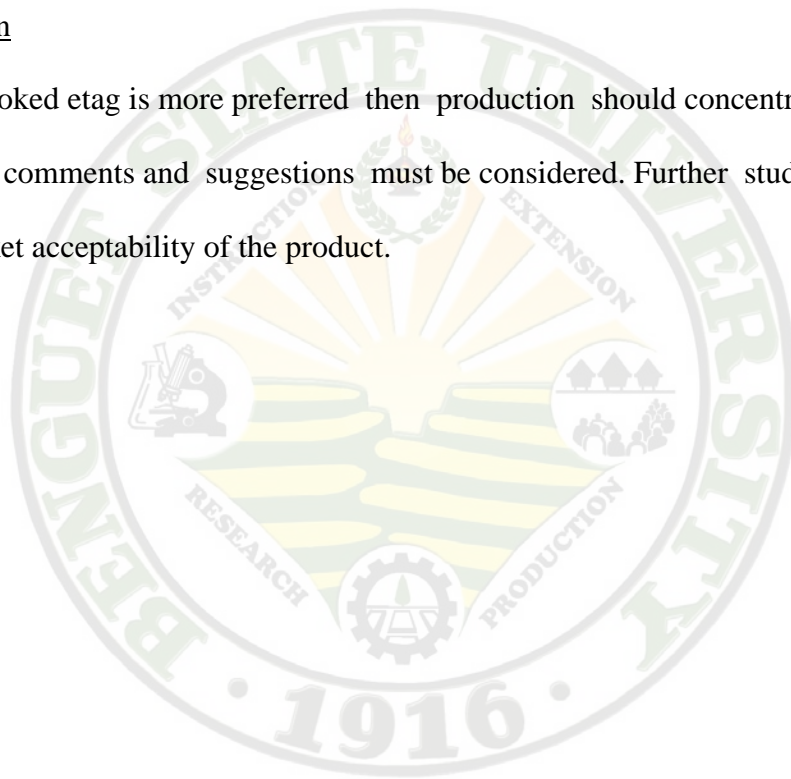 n
oked etag is more preferred then production should concentr
comments and suggestions must be considered. Further stud
et acceptability of the product.
BENGUET STATE UNIVERSITY
INSTRUCTION
EXTENSION
RESEARCH
PRODUCTION
· 1916 ·